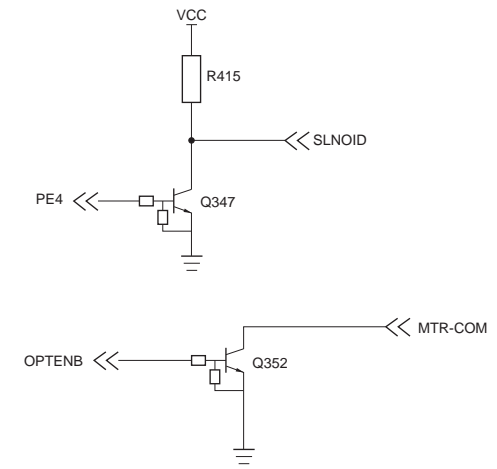 VCC
R415
SLNOID
PE4
Q347
MTR-COM
OPTENB
Q352